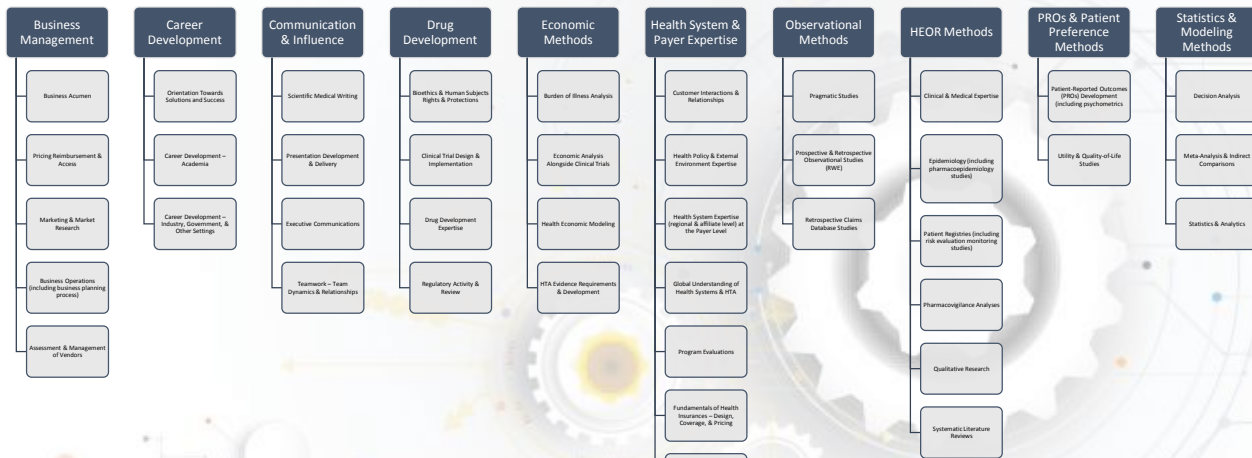 Business
Management
Business Acumen
Pricing Reimbursement &
Access
Marketing & Market
Research
Business Operations
(including business planning
process)
Assessment & Management
of Vendors
Career
Development
Orientation Towards
Solutions and Success
Career Development –
Academia
Career Development –
Industry, Government, &
Other Settings
Communication
& Influence
Scientific Medical Writing
Presentation Development
& Delivery
Executive Communications
Teamwork – Team
Dynamics & Relationships
Drug
Development
Bioethics & Human Subjects
Rights & Protections
Clinical Trial Design &
Implementation
Drug Development
Expertise
Regulatory Activity &
Review
Economic
Methods
Burden of Illness Analysis
Economic Analysis
Alongside Clinical Trials
Health Economic Modeling
HTA Evidence Requirements
& Development
Health System &
Payer Expertise
Customer Interactions &
Relationships
Health Policy & External
Environment Expertise
Health System Expertise
(regional & affiliate level) at
the Payer Level
Global Understanding of
Health Systems & HTA
Program Evaluations
Fundamentals of Health
Insurances – Design,
Coverage, & Pricing
Observational
Methods
Pragmatic Studies
Prospective & Retrospective
Observational Studies
(RWE)
Retrospective Claims
Database Studies
HEOR Methods
Clinical & Medical Expertise
Epidemiology (including
pharmacoepidemiology
studies)
Patient Registries (including
risk evaluation monitoring
studies)
Pharmacovigilance Analyses
Qualitative Research
Systematic Literature
Reviews
PROs & Patient
Preference
Methods
Patient-Reported Outcomes
(PROs) Development
(including psychometrics
Utility & Quality-of-Life
Studies
Statistics &
Modeling
Methods
Decision Analysis
Meta-Analysis & Indirect
Comparisons
Statistics & Analytics